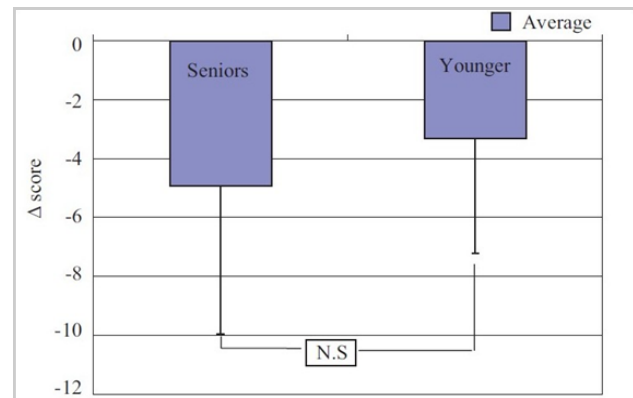 Average
0
Seniors
Younger
-2
-4
Δ score
-6
-8
-10
N.S
-12